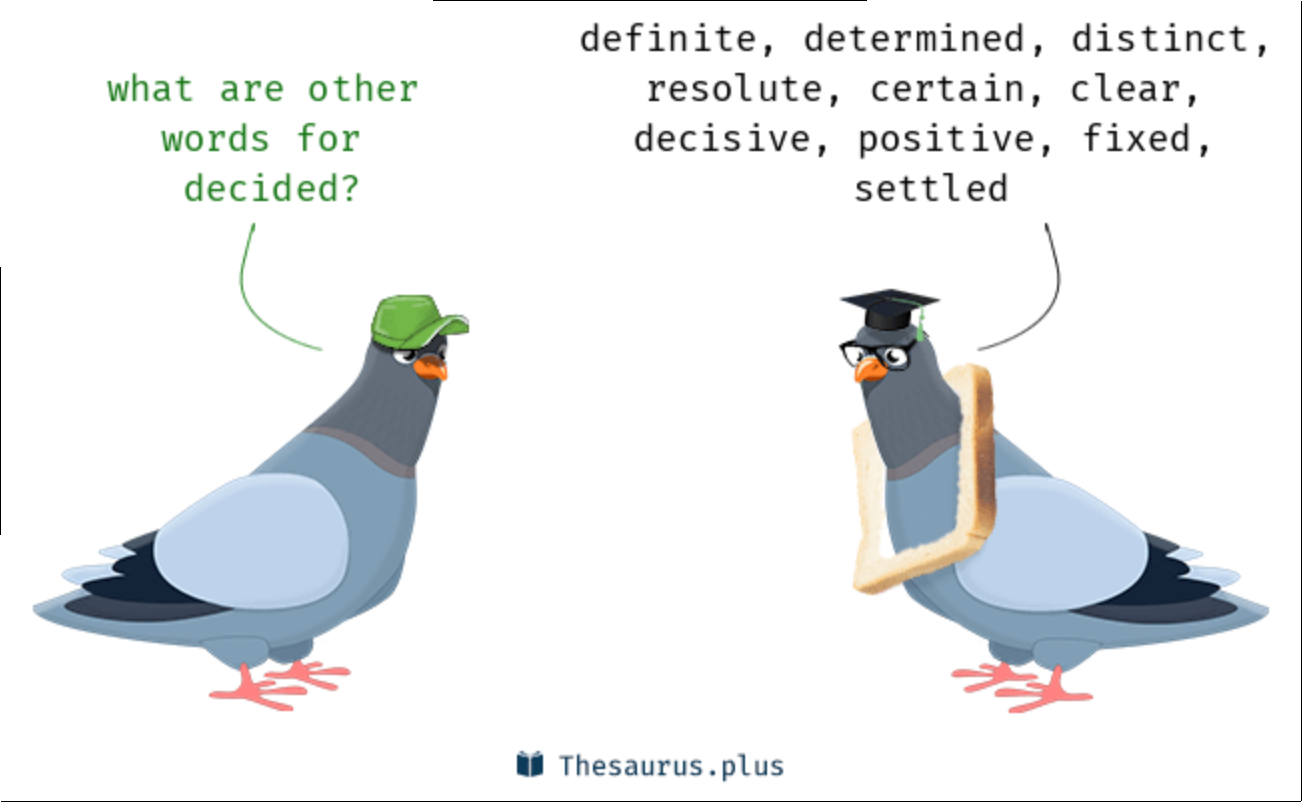 what are other
words for
decided?
definite, determined, distinct,
resolute, certain, clear,
decisive, positive, fixed,
settled
Thesaurus.plus